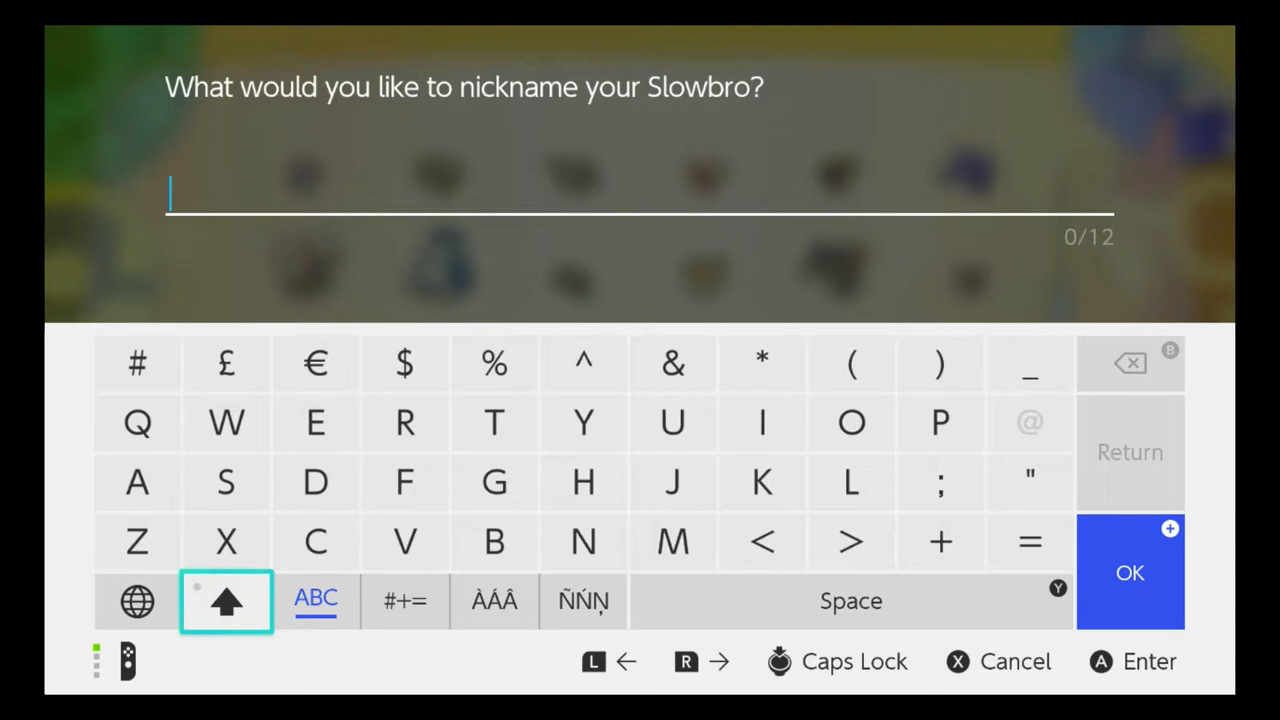 What would you like to nickname your Slowbro?
0/12
# £ € $ % ^ & * ( ) _ B
Q W E R T Y U I O P @
A S D F G H J K L ; " Return
Z X C V B N M < > + = +
ABC #+= ÀÁÂ ÑŃŅ Space Y OK
L ← R → Caps Lock X Cancel A Enter